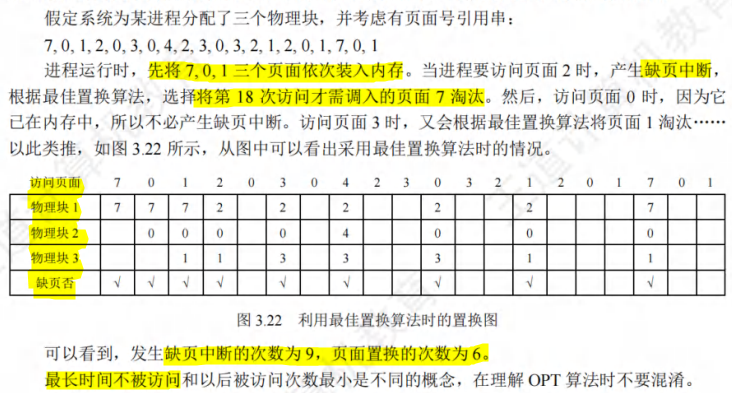 假定系统为某进程分配了三个物理块，并考虑有页面号引用串：
7, 0, 1, 2, 0, 3, 0, 4, 2, 3, 0, 3, 2, 1, 2, 0, 1, 7, 0, 1
进程运行时，先将 7, 0, 1 三个页面依次装入内存。当进程要访问页面 2 时，产生缺页中断，
根据最佳置换算法，选择将第 18 次访问才需调入的页面 7 淘汰。然后，访问页面 0 时，因为它
已在内存中，所以不必产生缺页中断。访问页面 3 时，又会根据最佳置换算法将页面 1 淘汰……
以此类推，如图 3.22 所示，从图中可以看出采用最佳置换算法时的情况。
访问页面 7 0 1 2 0 3 0 4 2 3 0 3 2 1 2 0 1 7 0 1
物理块 1 7 7 7 2 2 2 2 2 7
物理块 2 0 0 0 0 4 0 0 0
物理块 3 1 1 3 3 3 1 1
缺页否 √ √ √ √ √ √ √ √ √
图 3.22 利用最佳置换算法时的置换图
可以看到，发生缺页中断的次数为 9，页面置换的次数为 6。
最长时间不被访问和以后被访问次数最小是不同的概念，在理解 OPT 算法时不要混淆。